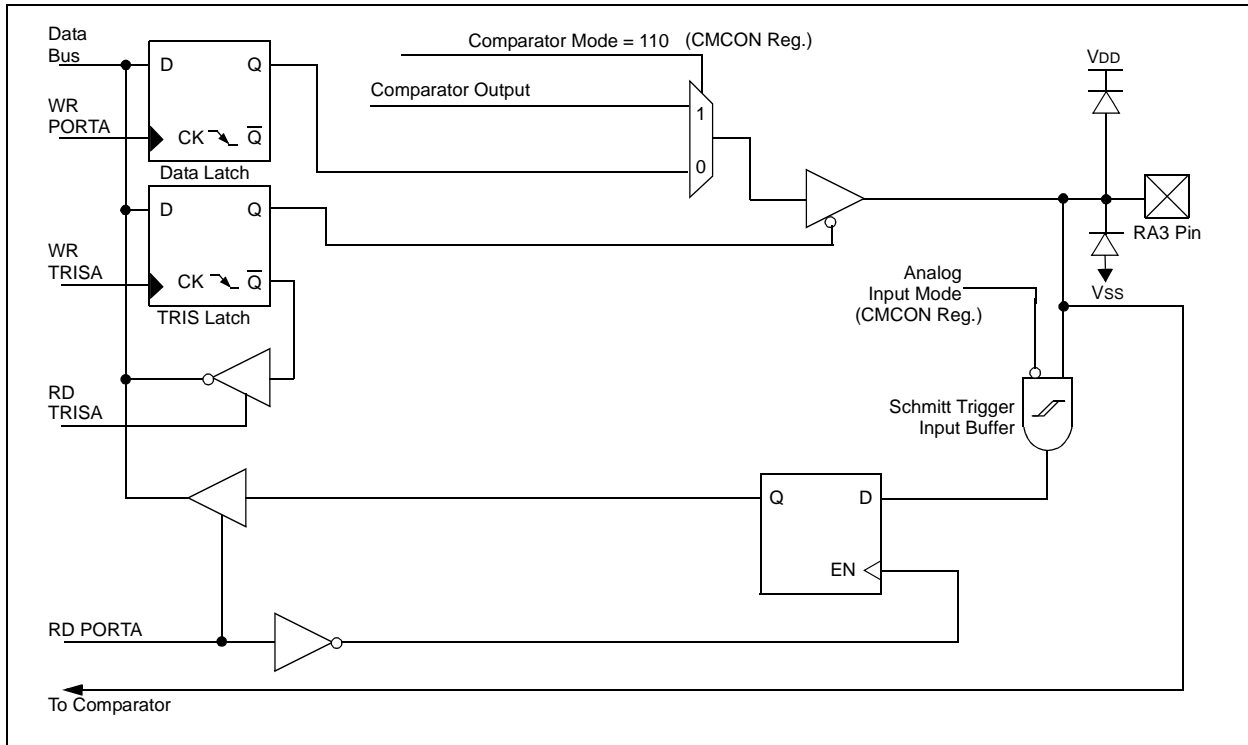 Data
Bus
D
Q
WR
PORTA
CK
Q̅
Data Latch
D
Q
WR
TRISA
CK
Q̅
TRIS Latch
RD
TRISA
Comparator Mode = 110 (CMCON Reg.)
Comparator Output
1
0
VDD
RA3 Pin
VSS
Analog
Input Mode
(CMCON Reg.)
Schmitt Trigger
Input Buffer
Q
D
EN
RD PORTA
To Comparator